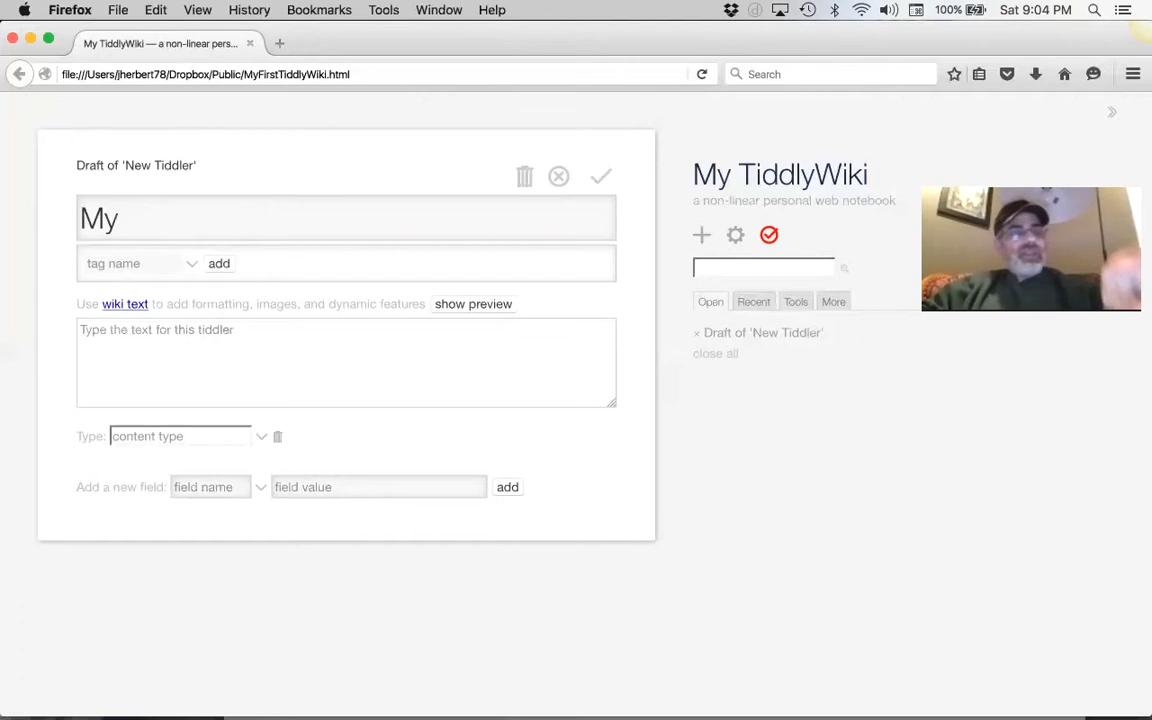 Firefox File Edit View History Bookmarks Tools Window Help 100% Sat 9:04 PM
My TiddlyWiki — a non-linear pers...
file:///Users/jherbert78/Dropbox/Public/MyFirstTiddlyWiki.html Search
Draft of 'New Tiddler'
My
tag name add
Use wiki text to add formatting, images, and dynamic features show preview
Type the text for this tiddler
Type: content type
Add a new field: field name field value add
My TiddlyWiki
a non-linear personal web notebook
Open Recent Tools More
× Draft of 'New Tiddler'
close all